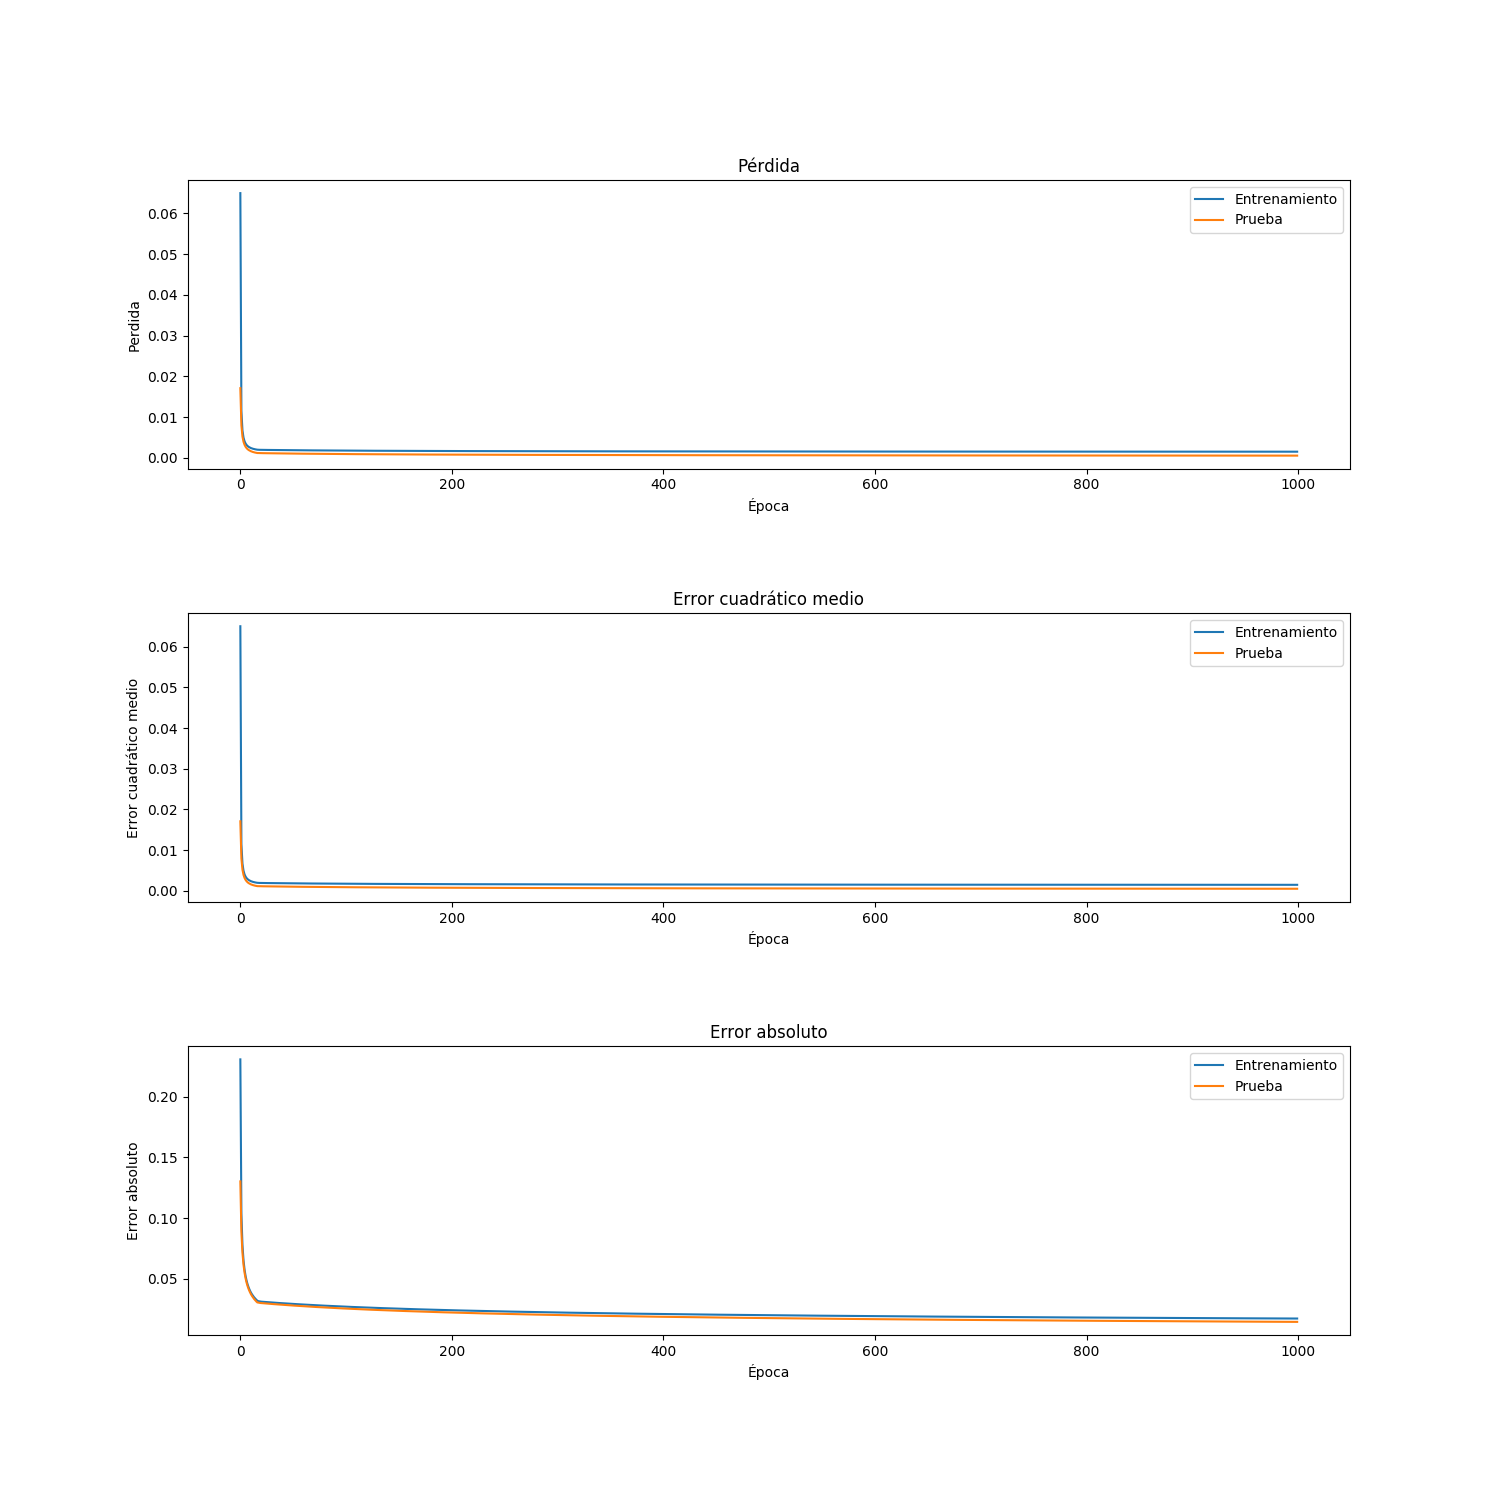 Pérdida
Entrenamiento
Prueba
0.06
0.05
0.04
0.03
0.02
0.01
0.00
Perdida
0 200 400 600 800 1000
Época
Error cuadrático medio
Entrenamiento
Prueba
0.06
0.05
0.04
0.03
0.02
0.01
0.00
Error cuadrático medio
0 200 400 600 800 1000
Época
Error absoluto
Entrenamiento
Prueba
0.20
0.15
0.10
0.05
Error absoluto
0 200 400 600 800 1000
Época